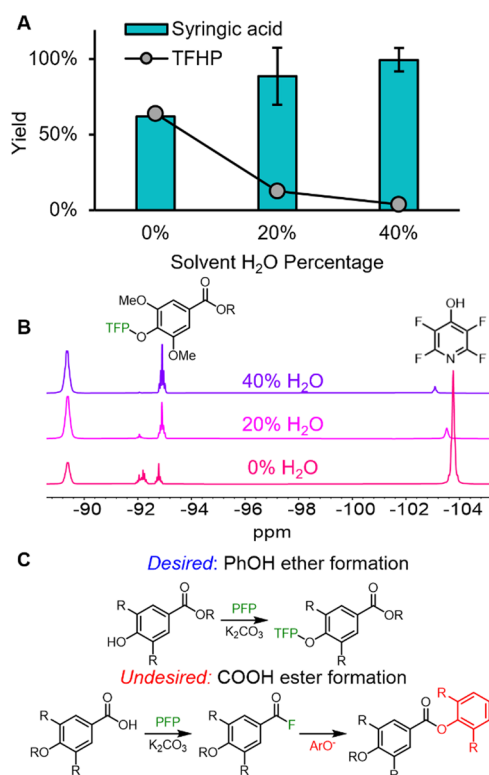 A
Syringic acid
TFHP
100%
50%
0%
Yield
0% 20% 40%
Solvent H₂O Percentage
B
O
MeO OR
TFP O
OMe
OH
F F
F N F
40% H₂O
20% H₂O
0% H₂O
-90 -92 -94 -96 -98 -100 -102 -104
ppm
C
Desired: PhOH ether formation
R O
OR
HO
R
PFP
K₂CO₃
R O
OR
TFP O
R
Undesired: COOH ester formation
R O
OH
RO
R
PFP
K₂CO₃
R O
F
RO
R
ArO⁻
R O R
O
RO R
R